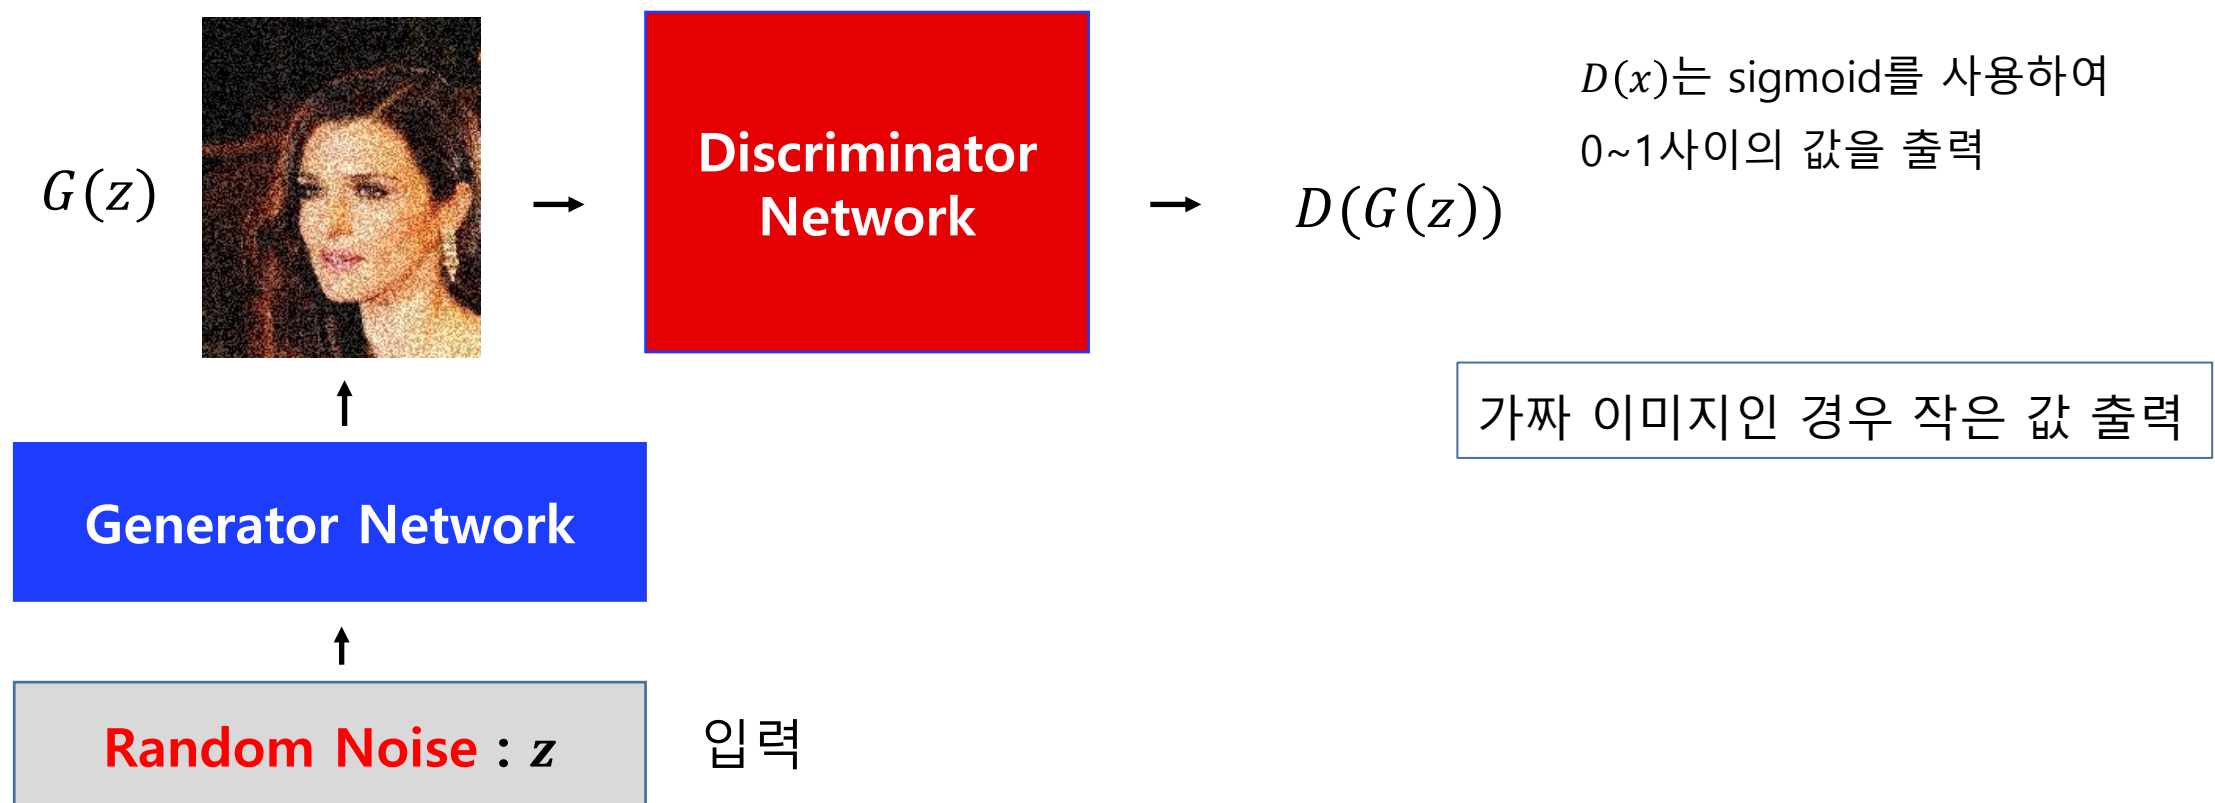 G(z)
Discriminator
Network
D(G(z))
D(x)는 sigmoid를 사용하여
0~1사이의 값을 출력
가짜 이미지인 경우 작은 값 출력
Generator Network
Random Noise : z
입력